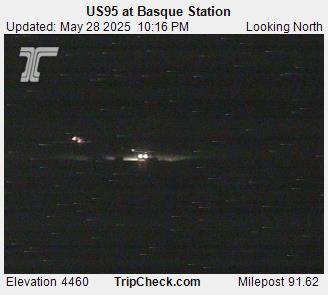 US95 at Basque Station
Updated: May 28 2025 10:16 PM Looking North
Elevation 4460 TripCheck.com Milepost 91.62